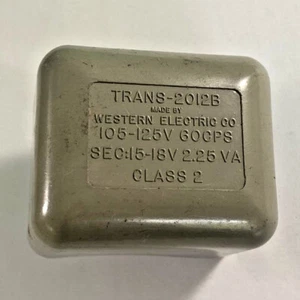 TRANS-2012B
MADE BY
WESTERN ELECTRIC CO
105-125V 60CPS
SEC:15-18V 2.25 VA
CLASS 2